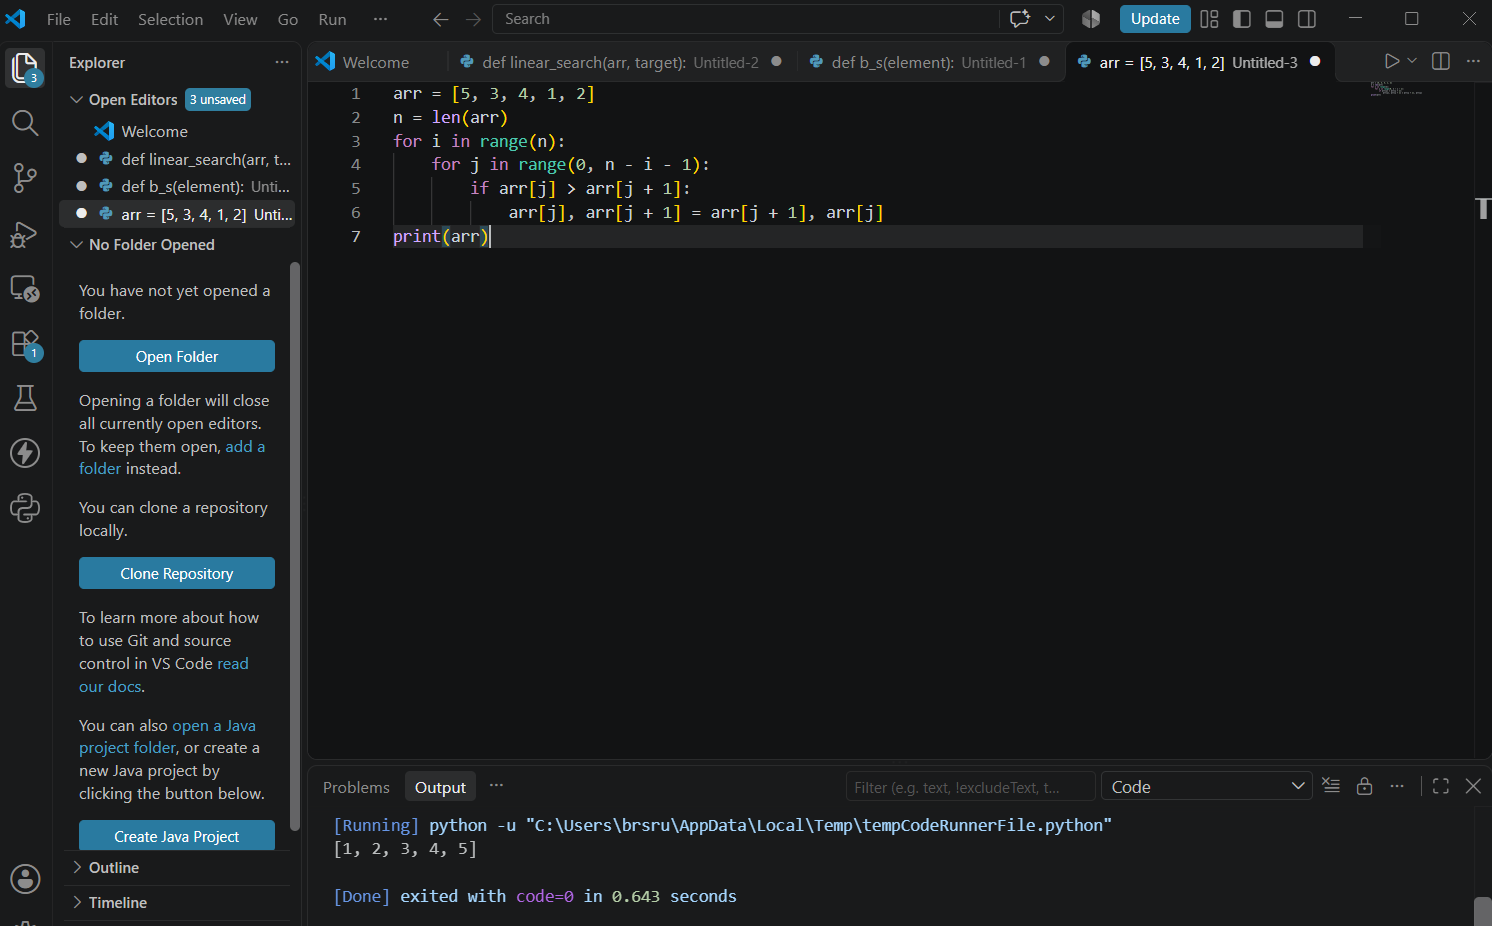 File Edit Selection View Go Run ··· Search Update
Explorer ···
Open Editors 3 unsaved
Welcome
def linear_search(arr, t...
def b_s(element): Unti...
arr = [5, 3, 4, 1, 2] Unti...
No Folder Opened
You have not yet opened a
folder.
Open Folder
Opening a folder will close
all currently open editors.
To keep them open, add a
folder instead.
You can clone a repository
locally.
Clone Repository
To learn more about how
to use Git and source
control in VS Code read
our docs.
You can also open a Java
project folder, or create a
new Java project by
clicking the button below.
Create Java Project
Outline
Timeline
3
1
Welcome def linear_search(arr, target): Untitled-2 def b_s(element): Untitled-1 arr = [5, 3, 4, 1, 2] Untitled-3
1 arr = [5, 3, 4, 1, 2]
2 n = len(arr)
3 for i in range(n):
4 for j in range(0, n - i - 1):
5 if arr[j] > arr[j + 1]:
6 arr[j], arr[j + 1] = arr[j + 1], arr[j]
7 print(arr)
Problems Output ··· Filter (e.g. text, !excludeText, t... Code
[Running] python -u "C:\Users\brsru\AppData\Local\Temp\tempCodeRunnerFile.python"
[1, 2, 3, 4, 5]
[Done] exited with code=0 in 0.643 seconds